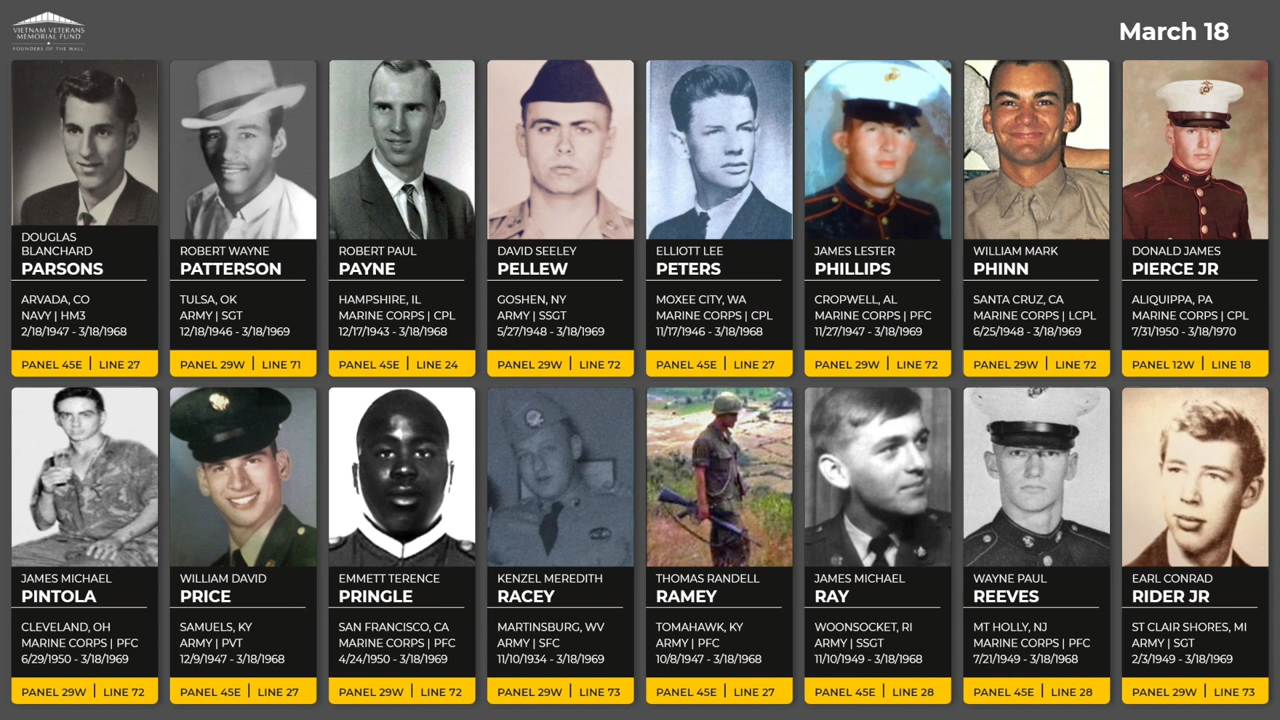 VIETNAM VETERANS
MEMORIAL FUND
FOUNDERS OF THE WALL
March 18
DOUGLAS
BLANCHARD
PARSONS
ARVADA, CO
NAVY | HM3
2/18/1947 - 3/18/1968
PANEL 45E | LINE 27
ROBERT WAYNE
PATTERSON
TULSA, OK
ARMY | SGT
12/18/1946 - 3/18/1969
PANEL 29W | LINE 71
ROBERT PAUL
PAYNE
HAMPSHIRE, IL
MARINE CORPS | CPL
12/17/1943 - 3/18/1968
PANEL 45E | LINE 24
DAVID SEELEY
PELLEW
GOSHEN, NY
ARMY | SSGT
5/27/1948 - 3/18/1969
PANEL 29W | LINE 72
ELLIOTT LEE
PETERS
MOXEE CITY, WA
MARINE CORPS | CPL
11/17/1946 - 3/18/1968
PANEL 45E | LINE 27
JAMES LESTER
PHILLIPS
CROPWELL, AL
MARINE CORPS | PFC
11/27/1947 - 3/18/1969
PANEL 29W | LINE 72
WILLIAM MARK
PHINN
SANTA CRUZ, CA
MARINE CORPS | LCPL
6/25/1948 - 3/18/1969
PANEL 29W | LINE 72
DONALD JAMES
PIERCE JR
ALIQUIPPA, PA
MARINE CORPS | CPL
7/31/1950 - 3/18/1970
PANEL 12W | LINE 18
JAMES MICHAEL
PINTOLA
CLEVELAND, OH
MARINE CORPS | PFC
6/29/1950 - 3/18/1969
PANEL 29W | LINE 72
WILLIAM DAVID
PRICE
SAMUELS, KY
ARMY | PVT
12/9/1947 - 3/18/1968
PANEL 45E | LINE 27
EMMETT TERENCE
PRINGLE
SAN FRANCISCO, CA
MARINE CORPS | PFC
4/24/1950 - 3/18/1969
PANEL 29W | LINE 72
KENZEL MEREDITH
RACEY
MARTINSBURG, WV
ARMY | SFC
11/10/1934 - 3/18/1969
PANEL 29W | LINE 73
THOMAS RANDELL
RAMEY
TOMAHAWK, KY
ARMY | PFC
10/8/1947 - 3/18/1968
PANEL 45E | LINE 27
JAMES MICHAEL
RAY
WOONSOCKET, RI
ARMY | SSGT
11/10/1949 - 3/18/1968
PANEL 45E | LINE 28
WAYNE PAUL
REEVES
MT HOLLY, NJ
MARINE CORPS | PFC
7/21/1949 - 3/18/1968
PANEL 45E | LINE 28
EARL CONRAD
RIDER JR
ST CLAIR SHORES, MI
ARMY | SGT
2/3/1949 - 3/18/1969
PANEL 29W | LINE 73